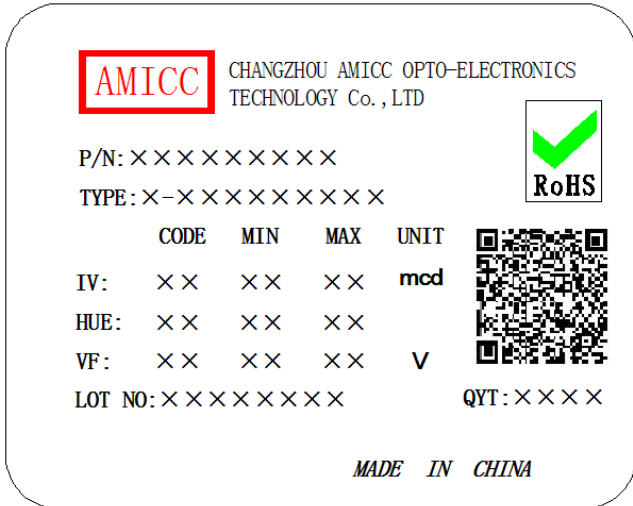 AMICC
CHANGZHOU AMICC OPTO-ELECTRONICS
TECHNOLOGY Co.,LTD
RoHS
P/N:×××××××××
TYPE:×-×××××××××
CODE MIN MAX UNIT
IV: ×× ×× ×× mcd
HUE: ×× ×× ××
VF: ×× ×× ×× V
LOT NO:×××××××× QYT:××××
MADE IN CHINA